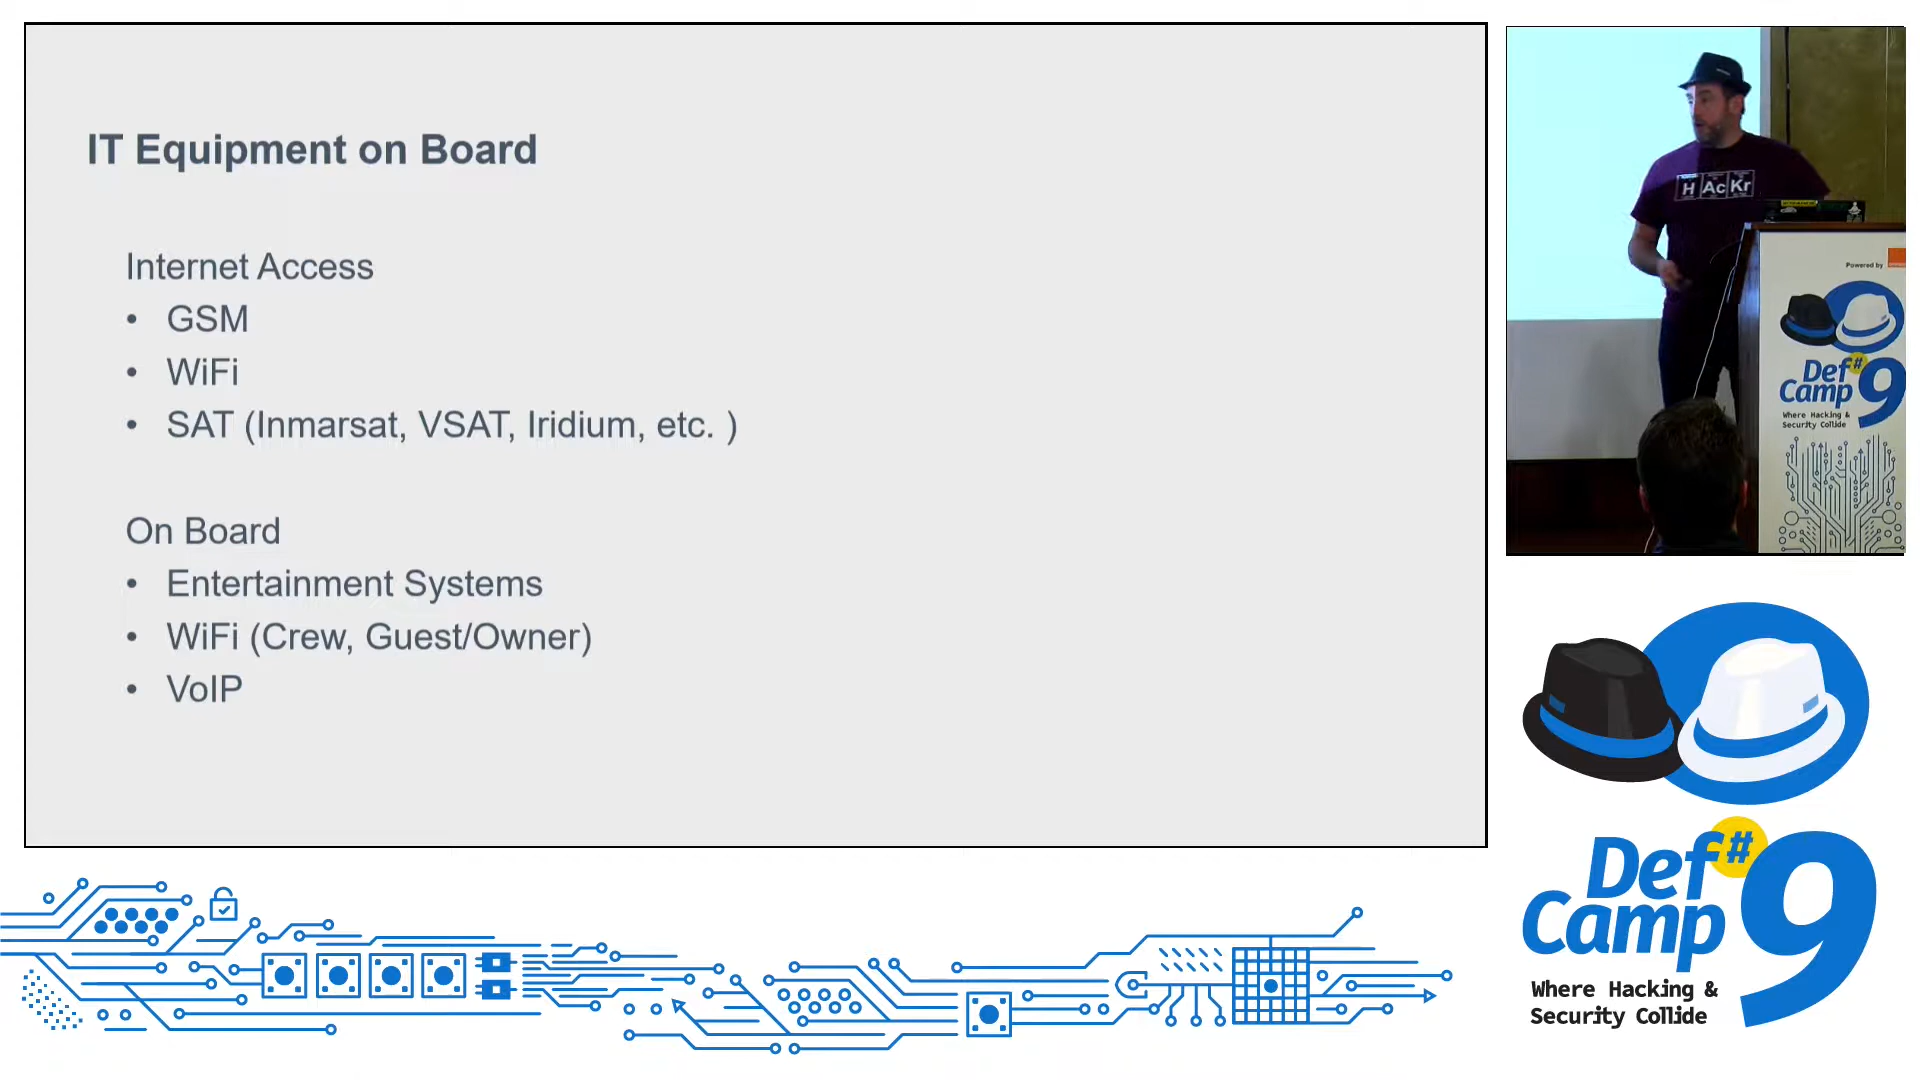 IT Equipment on Board
Internet Access
• GSM
• WiFi
• SAT (Inmarsat, VSAT, Iridium, etc. )
On Board
• Entertainment Systems
• WiFi (Crew, Guest/Owner)
• VoIP
H Ac Kr
Powered by
Def #
Camp 9
Where Hacking &
Security Collide
Def #
Camp 9
Where Hacking &
Security Collide